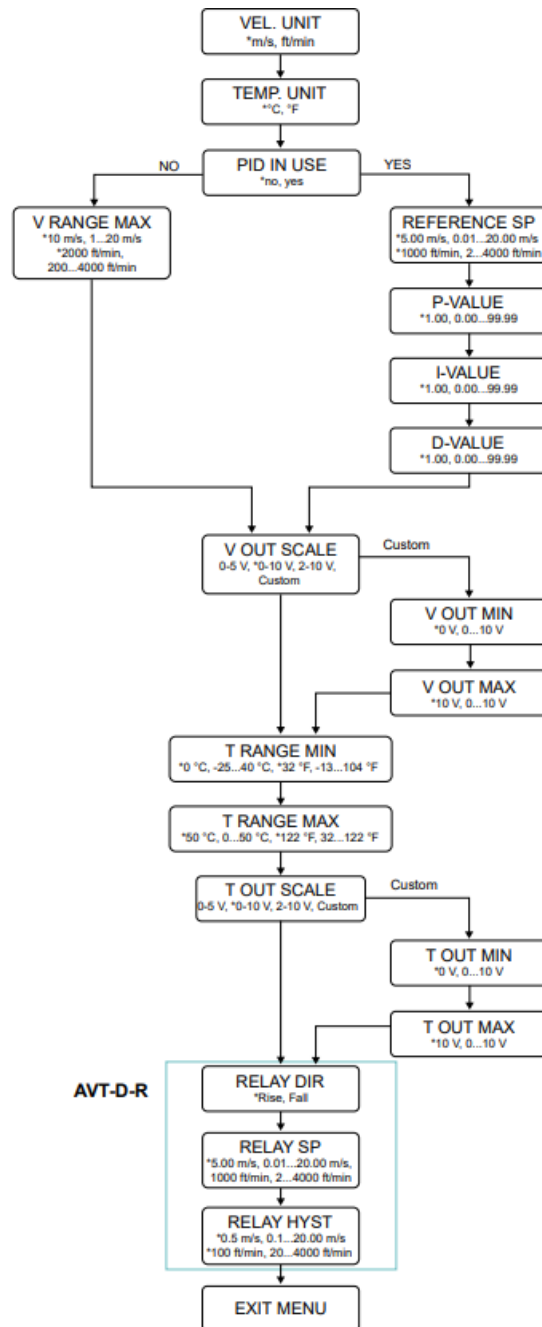 VEL. UNIT
*m/s, ft/min
TEMP. UNIT
*°C, °F
NO
PID IN USE
*no, yes
YES
V RANGE MAX
*10 m/s, 1...20 m/s
*2000 ft/min,
200...4000 ft/min
REFERENCE SP
*5.00 m/s, 0.01...20.00 m/s
*1000 ft/min, 2...4000 ft/min
P-VALUE
*1.00, 0.00...99.99
I-VALUE
*1.00, 0.00...99.99
D-VALUE
*1.00, 0.00...99.99
V OUT SCALE
0-5 V, *0-10 V, 2-10 V,
Custom
Custom
V OUT MIN
*0 V, 0...10 V
V OUT MAX
*10 V, 0...10 V
T RANGE MIN
*0 °C, -25...40 °C, *32 °F, -13...104 °F
T RANGE MAX
*50 °C, 0...50 °C, *122 °F, 32...122 °F
T OUT SCALE
0-5 V, *0-10 V, 2-10 V, Custom
Custom
T OUT MIN
*0 V, 0...10 V
T OUT MAX
*10 V, 0...10 V
AVT-D-R
RELAY DIR
*Rise, Fall
RELAY SP
*5.00 m/s, 0.01...20.00 m/s,
1000 ft/min, 2...4000 ft/min
RELAY HYST
*0.5 m/s, 0.1...20.00 m/s
*100 ft/min, 20...4000 ft/min
EXIT MENU